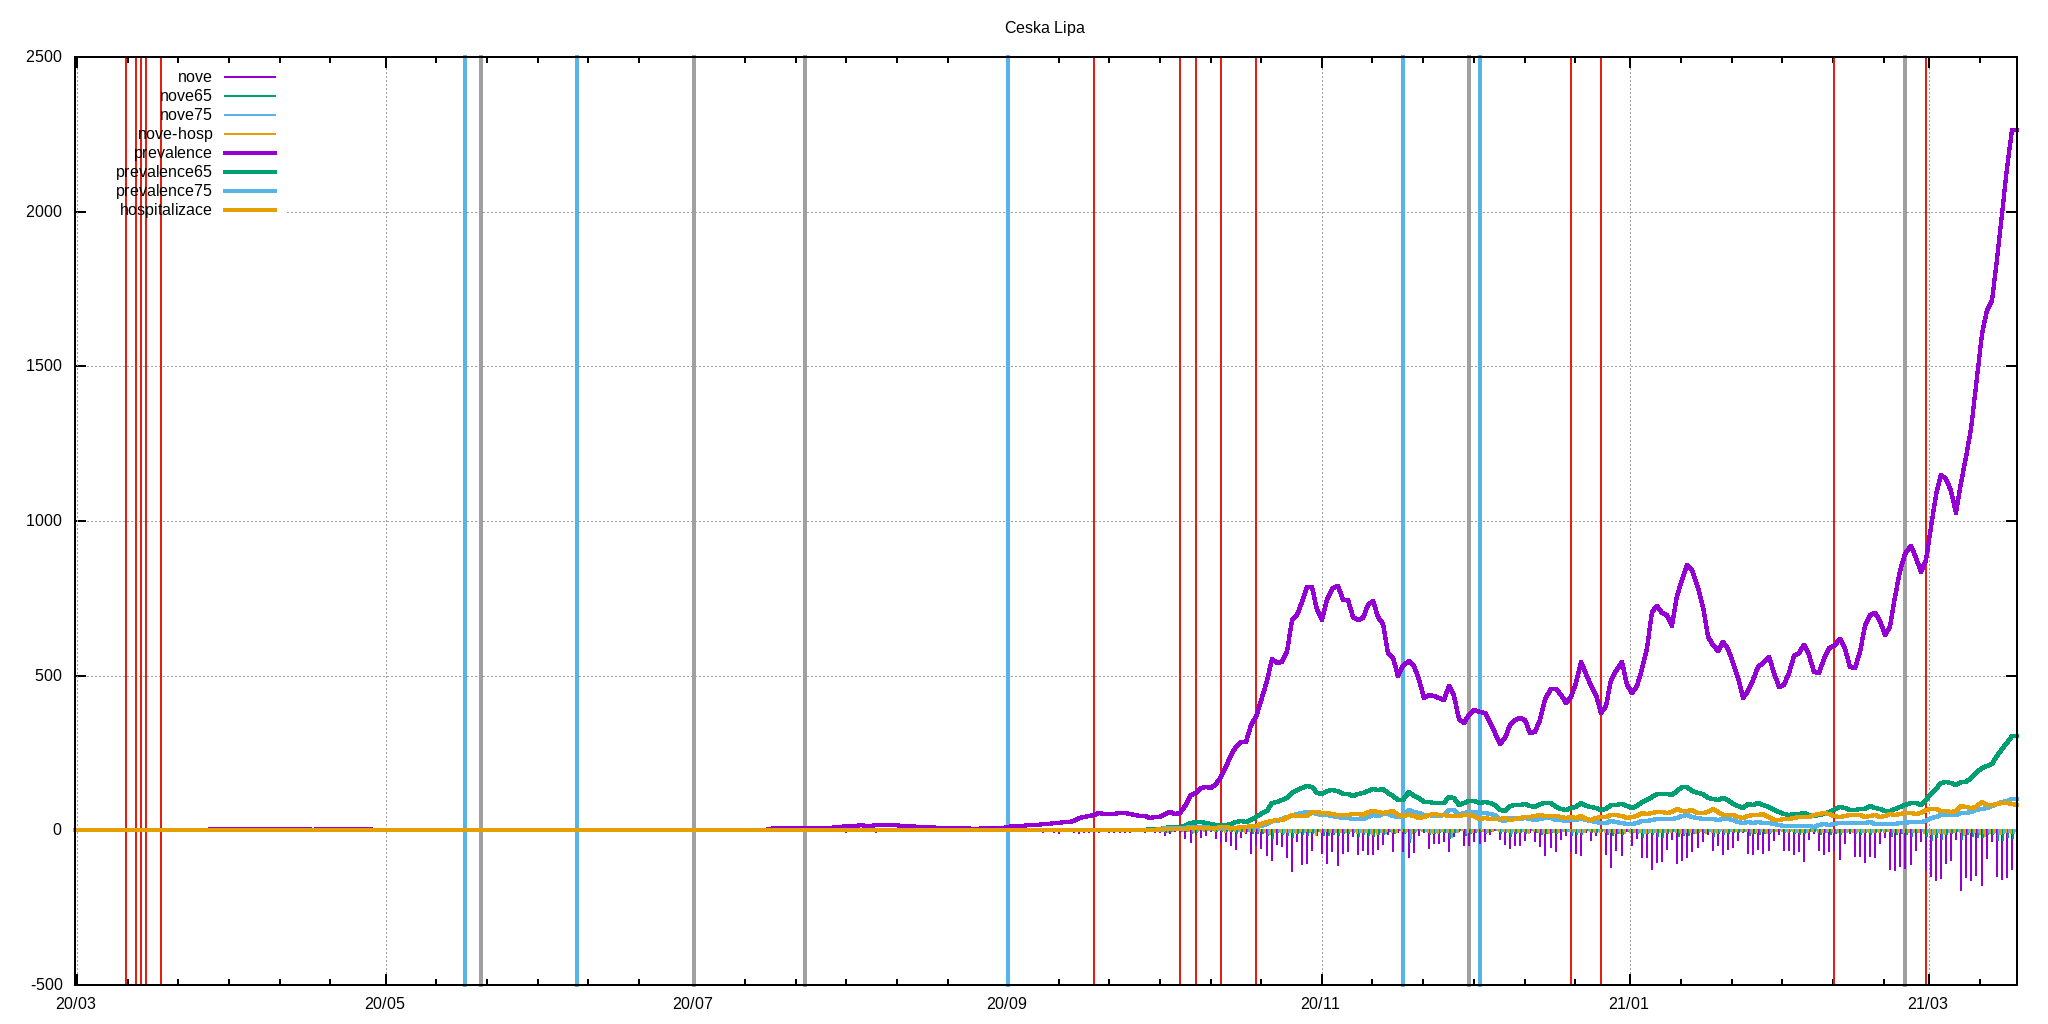 Ceska Lipa
2500
2000
1500
1000
500
0
-500
nove
nove65
nove75
nove-hosp
prevalence
prevalence65
prevalence75
hospitalizace
20/03
20/05
20/07
20/09
20/11
21/01
21/03